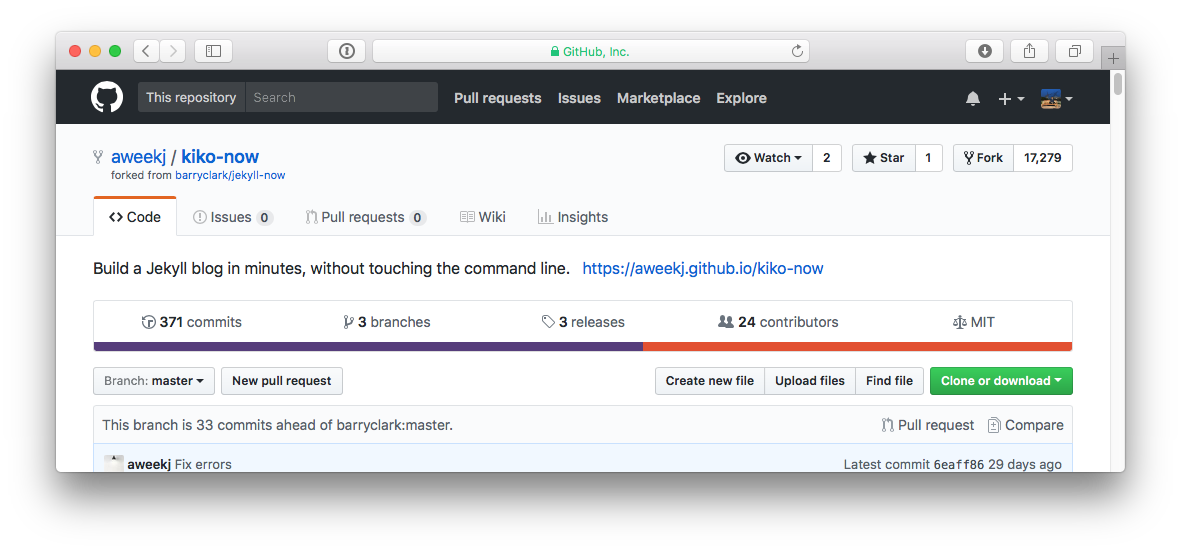 GitHub, Inc.
This repository Search Pull requests Issues Marketplace Explore
aweekj / kiko-now Watch 2 Star 1 Fork 17,279
forked from barryclark/jekyll-now
Code Issues 0 Pull requests 0 Wiki Insights
Build a Jekyll blog in minutes, without touching the command line. https://aweekj.github.io/kiko-now
371 commits 3 branches 3 releases 24 contributors MIT
Branch: master New pull request Create new file Upload files Find file Clone or download
This branch is 33 commits ahead of barryclark:master. Pull request Compare
aweekj Fix errors Latest commit 6eaff86 29 days ago